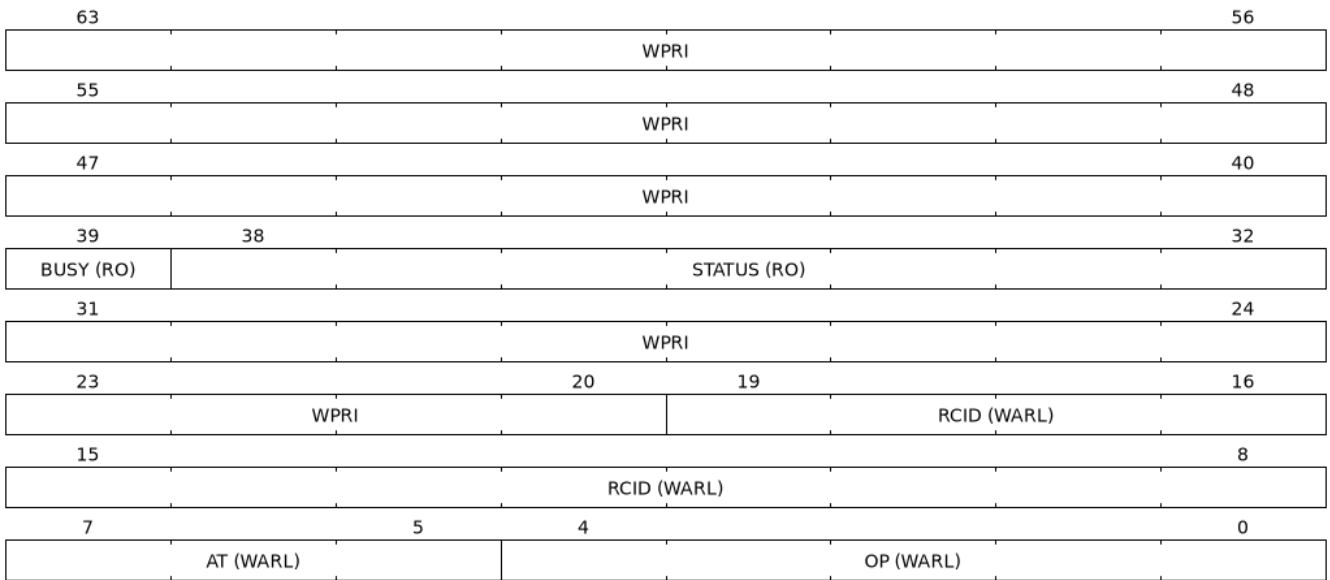 63 56
WPRI
55 48
WPRI
47 40
WPRI
39 38 32
BUSY (RO) STATUS (RO)
31 24
WPRI
23 20 19 16
WPRI RCID (WARL)
15 8
RCID (WARL)
7 5 4 0
AT (WARL) OP (WARL)